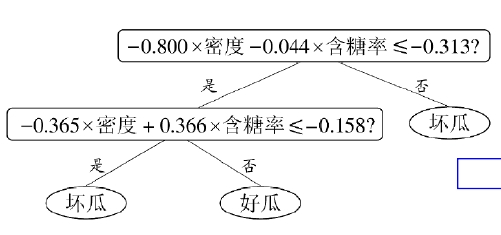 −0.800×密度 −0.044×含糖率 ≤−0.313?
是
否
−0.365×密度 + 0.366×含糖率 ≤−0.158?
坏瓜
是
否
坏瓜
好瓜